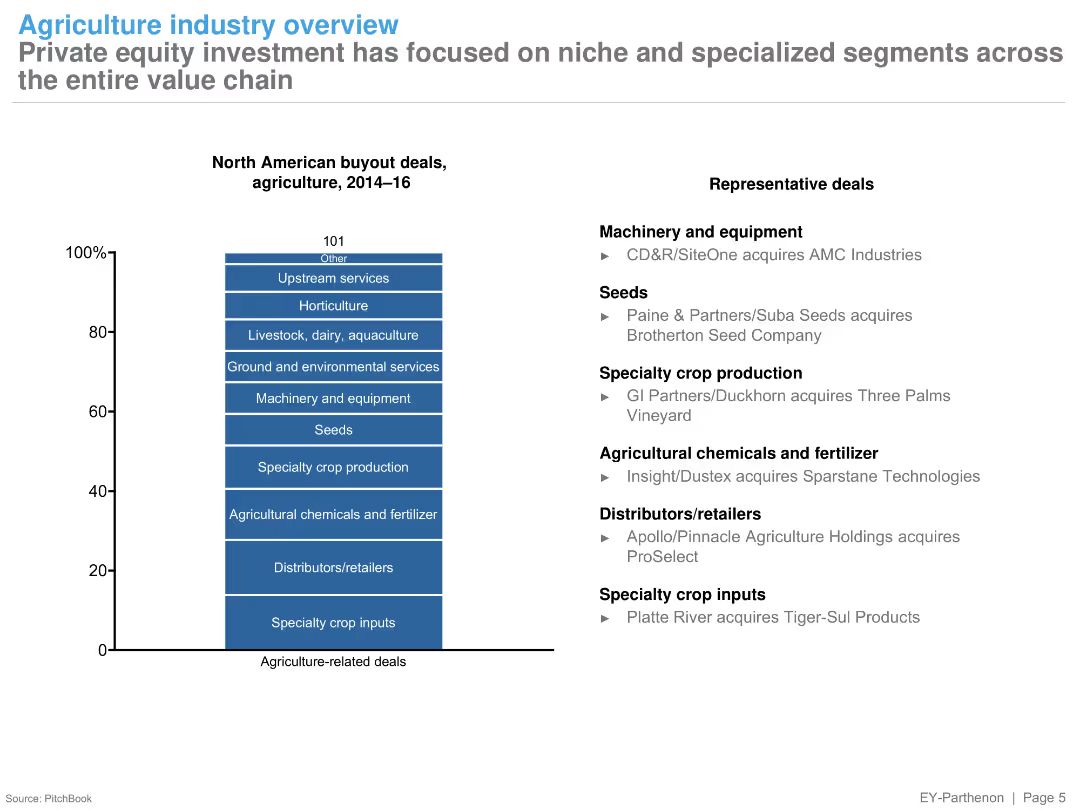 Agriculture industry overview
Private equity investment has focused on niche and specialized segments across
the entire value chain
North American buyout deals,
agriculture, 2014–16
101
100%
80
60
40
20
0
Other
Upstream services
Horticulture
Livestock, dairy, aquaculture
Ground and environmental services
Machinery and equipment
Seeds
Specialty crop production
Agricultural chemicals and fertilizer
Distributors/retailers
Specialty crop inputs
Agriculture-related deals
Representative deals
Machinery and equipment
► CD&R/SiteOne acquires AMC Industries
Seeds
► Paine & Partners/Suba Seeds acquires
Brotherton Seed Company
Specialty crop production
► GI Partners/Duckhorn acquires Three Palms
Vineyard
Agricultural chemicals and fertilizer
► Insight/Dustex acquires Sparstane Technologies
Distributors/retailers
► Apollo/Pinnacle Agriculture Holdings acquires
ProSelect
Specialty crop inputs
► Platte River acquires Tiger-Sul Products
Source: PitchBook
EY-Parthenon | Page 5